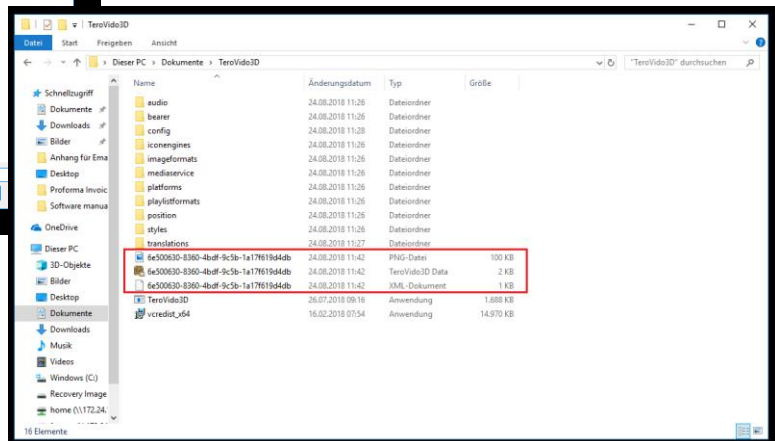 TeroVido3D
Datei Start Freigeben Ansicht
Dieser PC > Dokumente > TeroVido3D "TeroVido3D" durchsuchen
Name Änderungsdatum Typ Größe
Schnellzugriff
Dokumente
Downloads
Bilder
Anhang für Ema
Desktop
Proforma Invoic
Software manua
OneDrive
Dieser PC
3D-Objekte
Bilder
Desktop
Dokumente
Downloads
Musik
Videos
Windows (C:)
Recovery Image
home (\\172.24.
audio 24.08.2018 11:26 Dateiordner
bearer 24.08.2018 11:26 Dateiordner
config 24.08.2018 11:28 Dateiordner
iconengines 24.08.2018 11:26 Dateiordner
imageformats 24.08.2018 11:26 Dateiordner
mediaservice 24.08.2018 11:26 Dateiordner
platforms 24.08.2018 11:26 Dateiordner
playlistformats 24.08.2018 11:26 Dateiordner
position 24.08.2018 11:26 Dateiordner
styles 24.08.2018 11:26 Dateiordner
translations 24.08.2018 11:27 Dateiordner
6e500630-8360-4bdf-9c5b-1a17f619d4db 24.08.2018 11:42 PNG-Datei 100 KB
6e500630-8360-4bdf-9c5b-1a17f619d4db 24.08.2018 11:42 TeroVido3D Data 2 KB
6e500630-8360-4bdf-9c5b-1a17f619d4db 24.08.2018 11:42 XML-Dokument 1 KB
TeroVido3D 26.07.2018 09:16 Anwendung 1.688 KB
vcredist_x64 16.02.2018 07:54 Anwendung 14.970 KB
16 Elemente